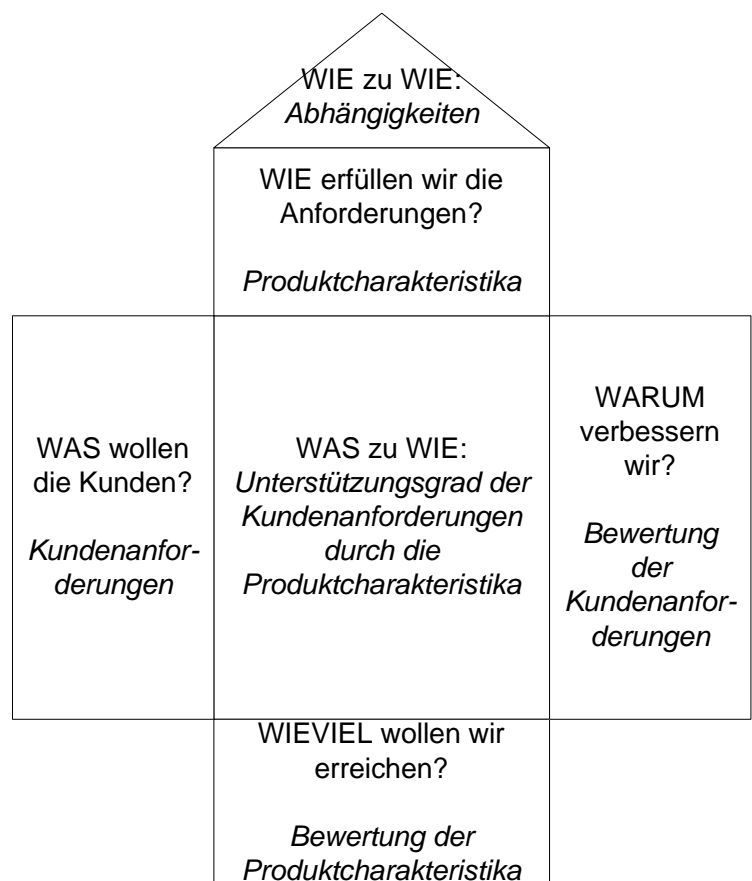 WIE zu WIE:
Abhängigkeiten
WIE erfüllen wir die
Anforderungen?
Produktcharakteristika
WAS wollen
die Kunden?
Kundenanfor-
derungen
WAS zu WIE:
Unterstützungsgrad der
Kundenanforderungen
durch die
Produktcharakteristika
WARUM
verbessern
wir?
Bewertung
der
Kundenanfor-
derungen
WIEVIEL wollen wir
erreichen?
Bewertung der
Produktcharakteristika